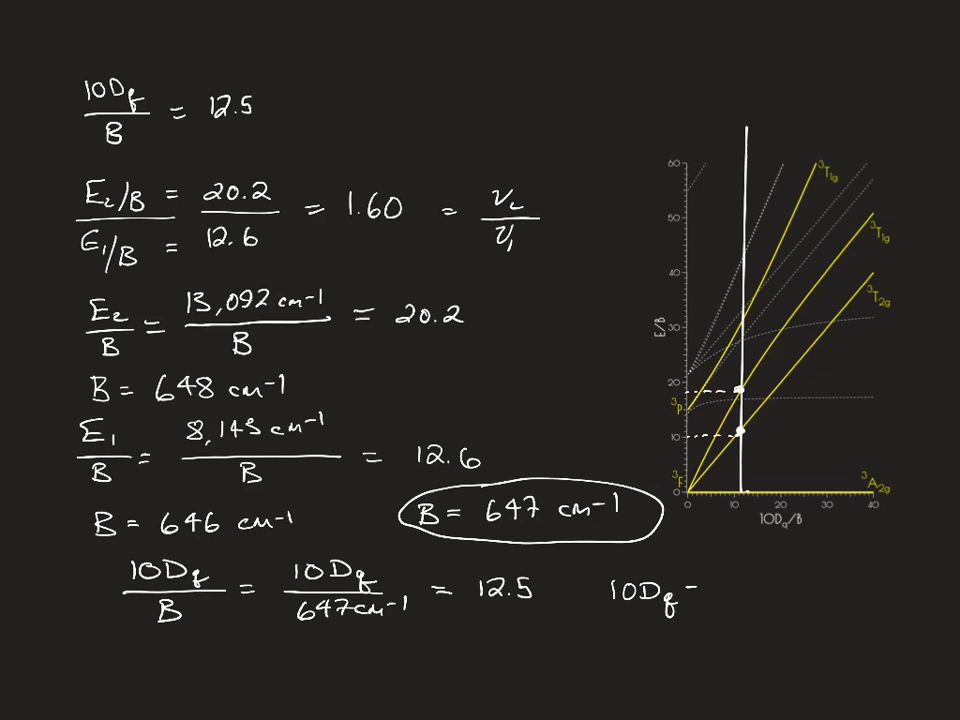 10Dq/B = 12.5
E₂/B = 20.2
E₁/B = 12.6
= 1.60 = ν₂/ν₁
E₂/B = 13,092 cm-1/B = 20.2
B = 648 cm-1
E₁/B = 8,143 cm-1/B = 12.6
B = 646 cm-1
B = 647 cm-1
10Dq/B = 10Dq/647cm-1 = 12.5
10Dq -
60
50
40
30
20
10
0
E/B
³T₁g
³T₁g
³T₂g
³P
³F
³A₂g
0 10 20 30 40
10Dq/B